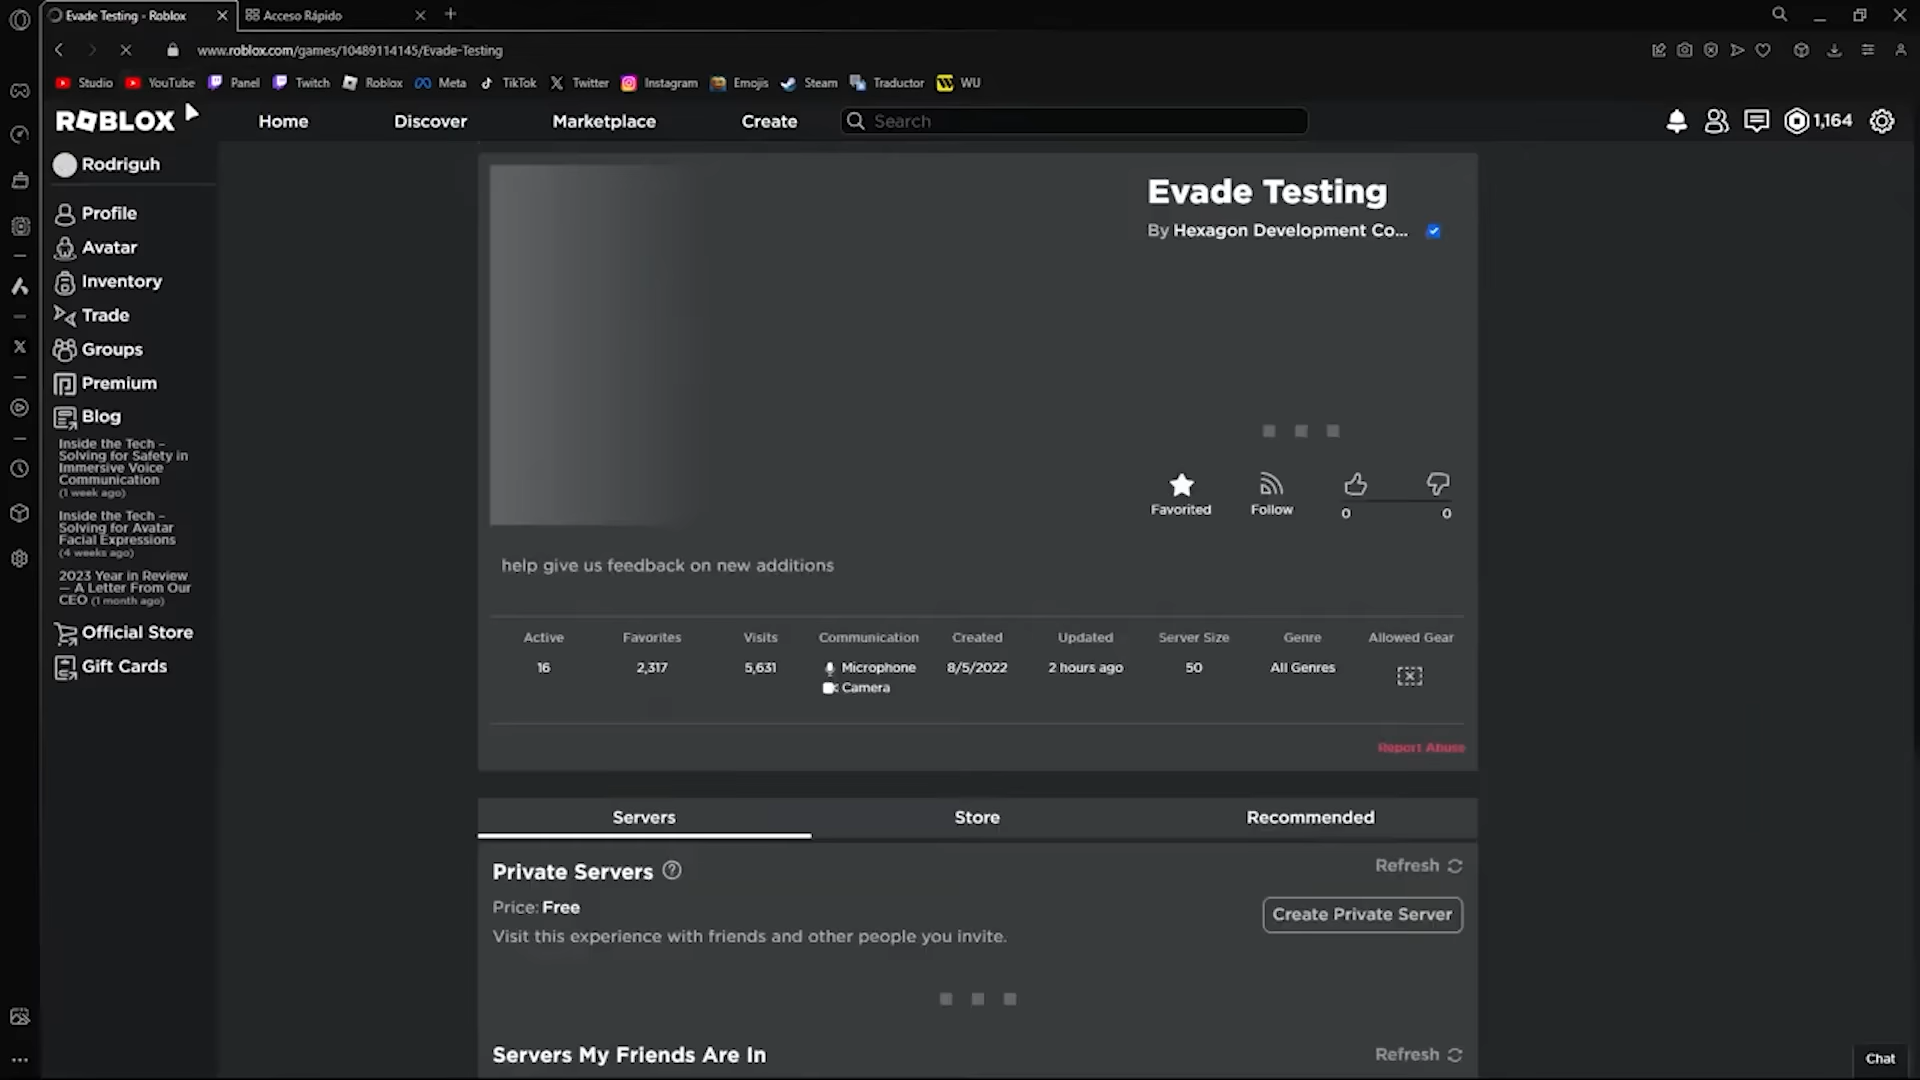 Evade Testing - Roblox
Acceso Rápido
www.roblox.com/games/10489114145/Evade-Testing
Studio YouTube Panel Twitch Roblox Meta TikTok Twitter Instagram Emojis Steam Traductor WU
ROBLOX Home Discover Marketplace Create Search 1,164
Rodriguh
Profile
Avatar
Inventory
Trade
Groups
Premium
Blog
Inside the Tech –
Solving for Safety in
Immersive Voice
Communication
(1 week ago)
Inside the Tech –
Solving for Avatar
Facial Expressions
(4 weeks ago)
2023 Year in Review
— A Letter From Our
CEO (1 month ago)
Official Store
Gift Cards
Evade Testing
By Hexagon Development Co...
Favorited Follow 0 0
help give us feedback on new additions
Active Favorites Visits Communication Created Updated Server Size Genre Allowed Gear
16 2,317 5,631 Microphone 8/5/2022 2 hours ago 50 All Genres
Camera
Report Abuse
Servers Store Recommended
Private Servers Refresh
Price: Free
Create Private Server
Visit this experience with friends and other people you invite.
Servers My Friends Are In Refresh
Chat